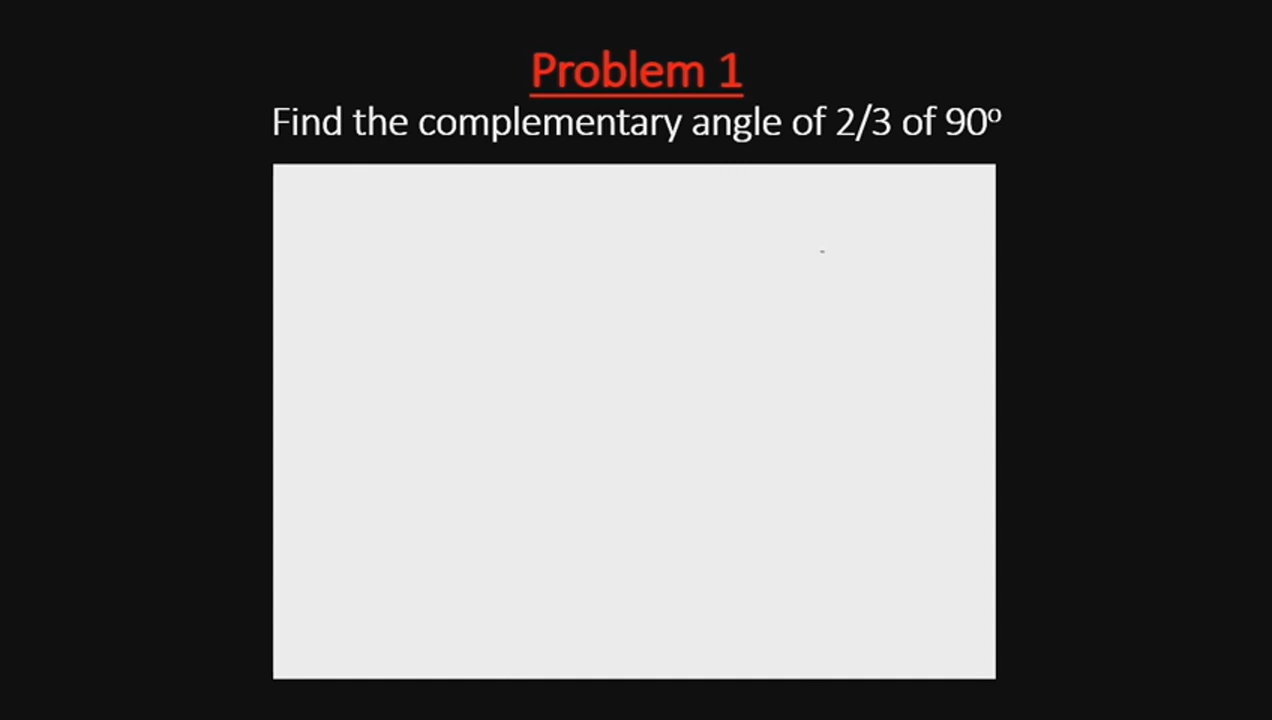 Problem 1
Find the complementary angle of 2/3 of 90º